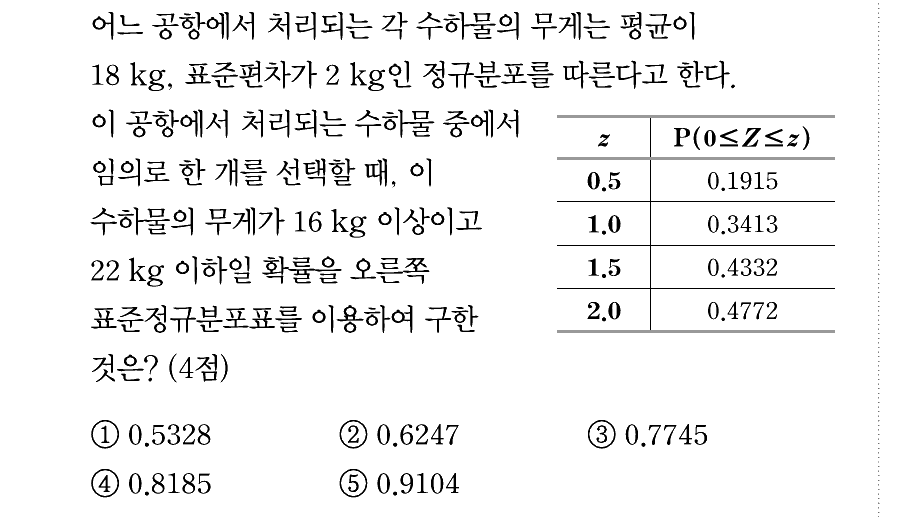 어느 공항에서 처리되는 각 수하물의 무게는 평균이
18 kg, 표준편차가 2 kg인 정규분포를 따른다고 한다.
이 공항에서 처리되는 수하물 중에서
임의로 한 개를 선택할 때, 이
수하물의 무게가 16 kg 이상이고
22 kg 이하일 확률을 오른쪽
표준정규분포표를 이용하여 구한
것은? (4점)
z P(0≤Z≤z)
0.5 0.1915
1.0 0.3413
1.5 0.4332
2.0 0.4772
① 0.5328 ② 0.6247 ③ 0.7745
④ 0.8185 ⑤ 0.9104